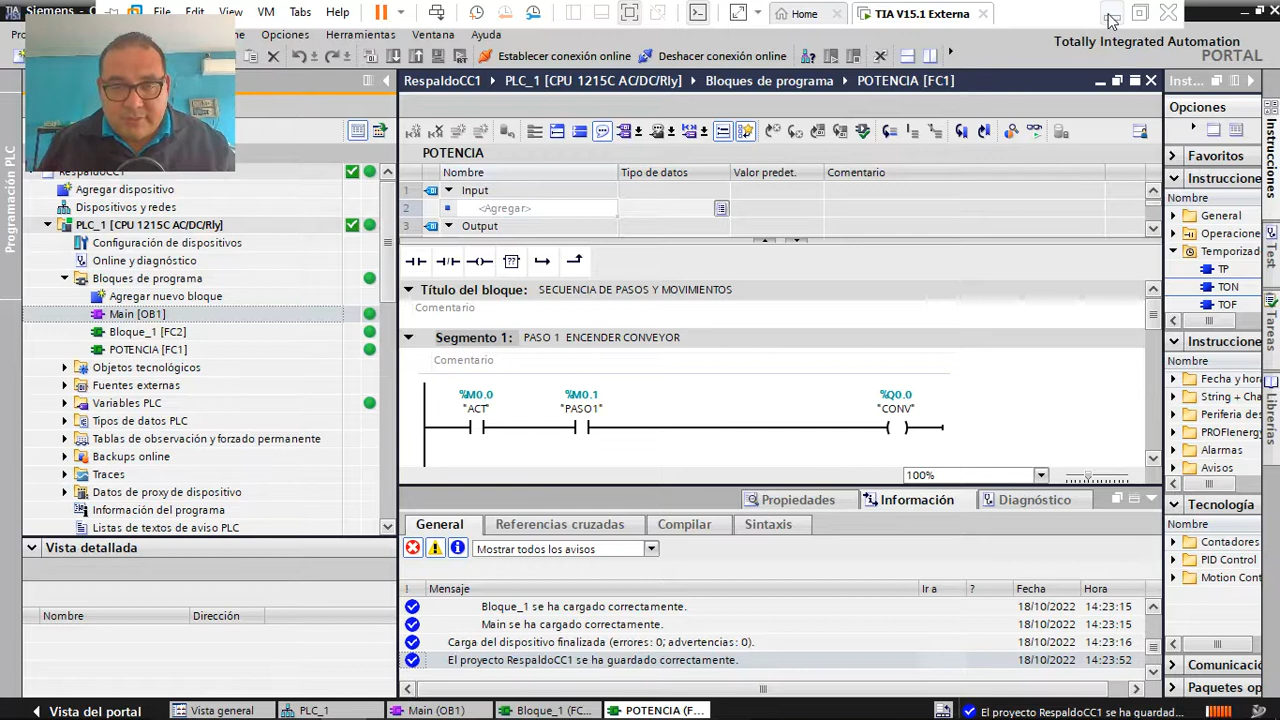 TIA Siemens - C File Edit View VM Tabs Help Home TIA V15.1 Externa
Opciones Herramientas Ventana Ayuda
Totally Integrated Automation
PORTAL
Establecer conexión online Deshacer conexión online
RespaldoCC1 PLC_1 [CPU 1215C AC/DC/Rly] Bloques de programa POTENCIA [FC1]
Programación PLC
RespaldoCC1
Agregar dispositivo
Dispositivos y redes
PLC_1 [CPU 1215C AC/DC/Rly]
Configuración de dispositivos
Online y diagnóstico
Bloques de programa
Agregar nuevo bloque
Main [OB1]
Bloque_1 [FC2]
POTENCIA [FC1]
Objetos tecnológicos
Fuentes externas
Variables PLC
Tipos de datos PLC
Tablas de observación y forzado permanente
Backups online
Traces
Datos de proxy de dispositivo
Información del programa
Listas de textos de aviso PLC
Vista detallada
Nombre Dirección
POTENCIA
Nombre Tipo de datos Valor predet. Comentario
1 Input
2 <Agregar>
3 Output
Título del bloque: SECUENCIA DE PASOS Y MOVIMIENTOS
Comentario
Segmento 1: PASO 1 ENCENDER CONVEYOR
Comentario
%M0.0 %M0.1 %Q0.0
"ACT" "PASO1" "CONV"
100%
Propiedades Información Diagnóstico
General Referencias cruzadas Compilar Sintaxis
Mostrar todos los avisos
! Mensaje Ir a ? Fecha Hora
Bloque_1 se ha cargado correctamente. 18/10/2022 14:23:15
Main se ha cargado correctamente. 18/10/2022 14:23:15
Carga del dispositivo finalizada (errores: 0; advertencias: 0). 18/10/2022 14:23:16
El proyecto RespaldoCC1 se ha guardado correctamente. 18/10/2022 14:23:52
Inst...
Opciones
Favoritos
Instruccione
General
Operacione
Temporizad
TP
TON
TOF
Instruccione
Nombre
Fecha y hora
String + Cha
Periferia de
PROFIenerg
Alarmas
Avisos
Tecnología
Nombre
Contadores
PID Control
Motion Cont
Comunicaci
Paquetes op
Instrucciones
Test
Tareas
Librerías
Vista del portal Vista general PLC_1 Main (OB1) Bloque_1 (FC... POTENCIA (F... El proyecto RespaldoCC1 se ha guardad...